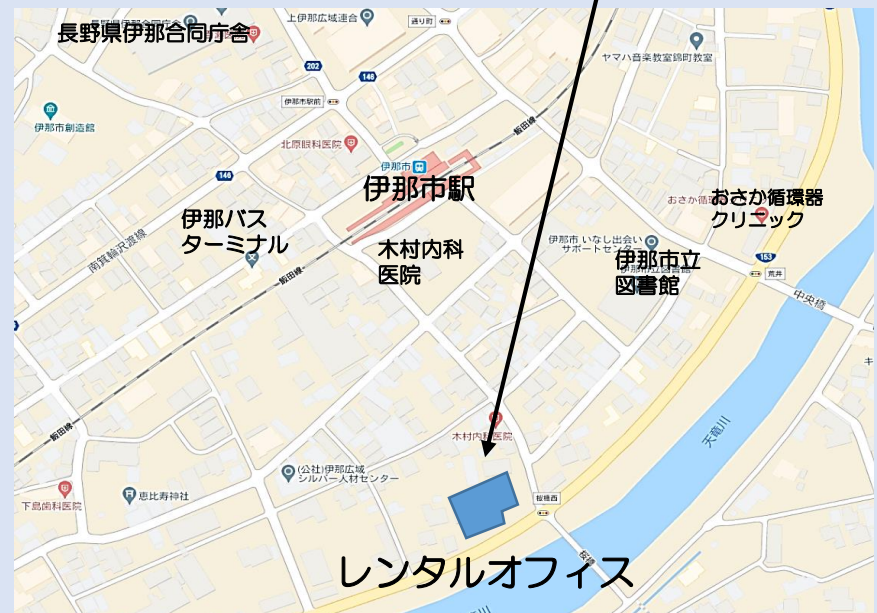 長野県伊那合同庁舎
上伊那広域連合
通り町
ヤマハ音楽教室錦町教室
202
146
伊那市駅前
伊那市創造館
北原眼科医院
飯田線
伊那市
伊那市駅
146
おさか循環器
クリニック
伊那バス
ターミナル
南箕輪沢渡線
木村内科
医院
伊那市 いなし出会い
サポートセンター
伊那市立
図書館
153
荒井
中央橋
飯田線
キ
天竜川
飯田線
木村内科医院
(公社)伊那広域
シルバー人材センター
下島歯科医院
恵比寿神社
桜橋西
桜橋
レンタルオフィス